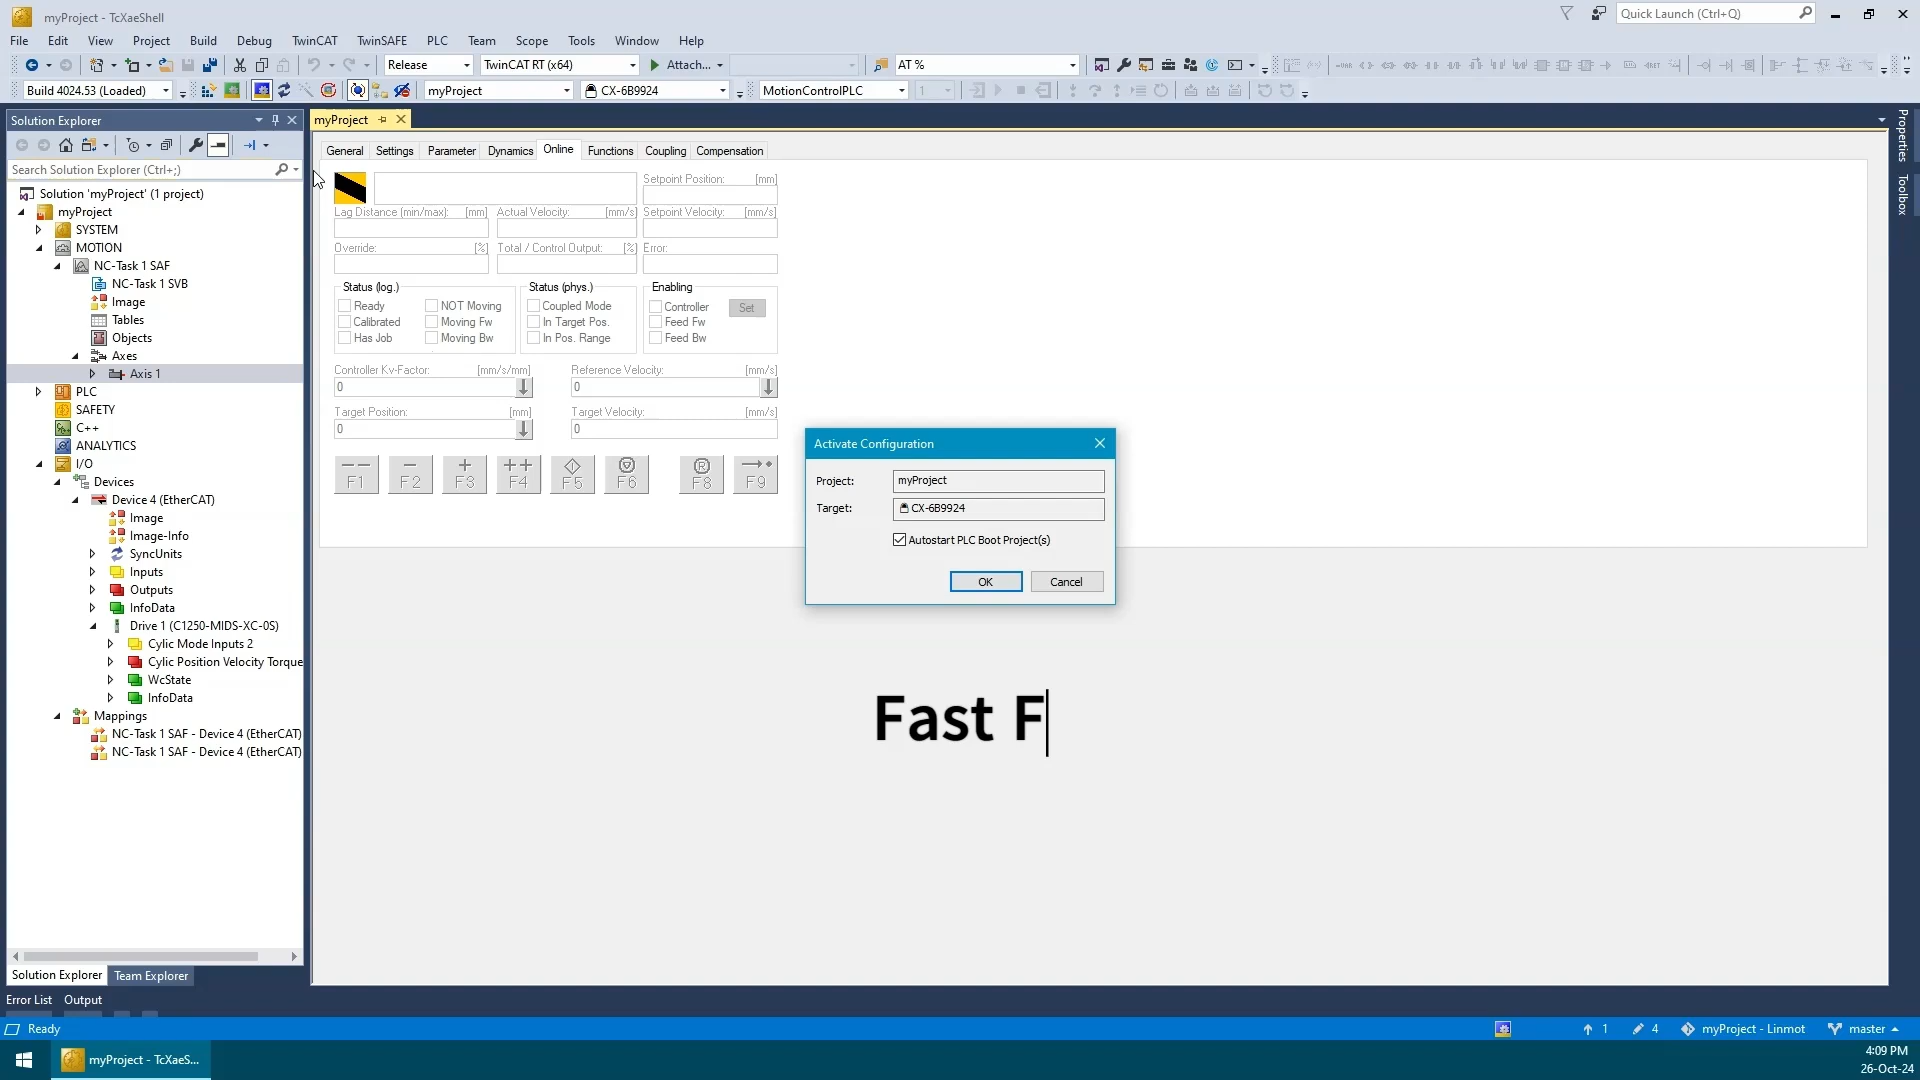 myProject - TcXaeShell
Quick Launch (Ctrl+Q)
File Edit View Project Build Debug TwinCAT TwinSAFE PLC Team Scope Tools Window Help
Release TwinCAT RT (x64) Attach... AT %
Build 4024.53 (Loaded) myProject CX-6B9924 MotionControlPLC 1
Solution Explorer
myProject
Properties
Toolbox
Search Solution Explorer (Ctrl+;)
Solution 'myProject' (1 project)
myProject
SYSTEM
MOTION
NC-Task 1 SAF
NC-Task 1 SVB
Image
Tables
Objects
Axes
Axis 1
PLC
SAFETY
C++
ANALYTICS
I/O
Devices
Device 4 (EtherCAT)
Image
Image-Info
SyncUnits
Inputs
Outputs
InfoData
Drive 1 (C1250-MIDS-XC-0S)
Cylic Mode Inputs 2
Cylic Position Velocity Torque
WcState
InfoData
Mappings
NC-Task 1 SAF - Device 4 (EtherCAT)
NC-Task 1 SAF - Device 4 (EtherCAT)
Solution Explorer Team Explorer
General Settings Parameter Dynamics Online Functions Coupling Compensation
Setpoint Position: [mm]
Lag Distance (min/max): [mm] Actual Velocity: [mm/s] Setpoint Velocity: [mm/s]
Override: [%] Total / Control Output: [%] Error:
Status (log.) Status (phys.) Enabling
Ready NOT Moving Coupled Mode Controller Set
Calibrated Moving Fw In Target Pos. Feed Fw
Has Job Moving Bw In Pos. Range Feed Bw
Controller Kv-Factor: [mm/s/mm] Reference Velocity: [mm/s]
0 0
Target Position: [mm] Target Velocity: [mm/s]
0 0
F1 F2 F3 F4 F5 F6 R F8 F9
Activate Configuration
Project: myProject
Target: CX-6B9924
Autostart PLC Boot Project(s)
OK Cancel
Fast F
Error List Output
Ready 1 4 myProject - Linmot master
myProject - TcXaeS...
4:09 PM
26-Oct-24